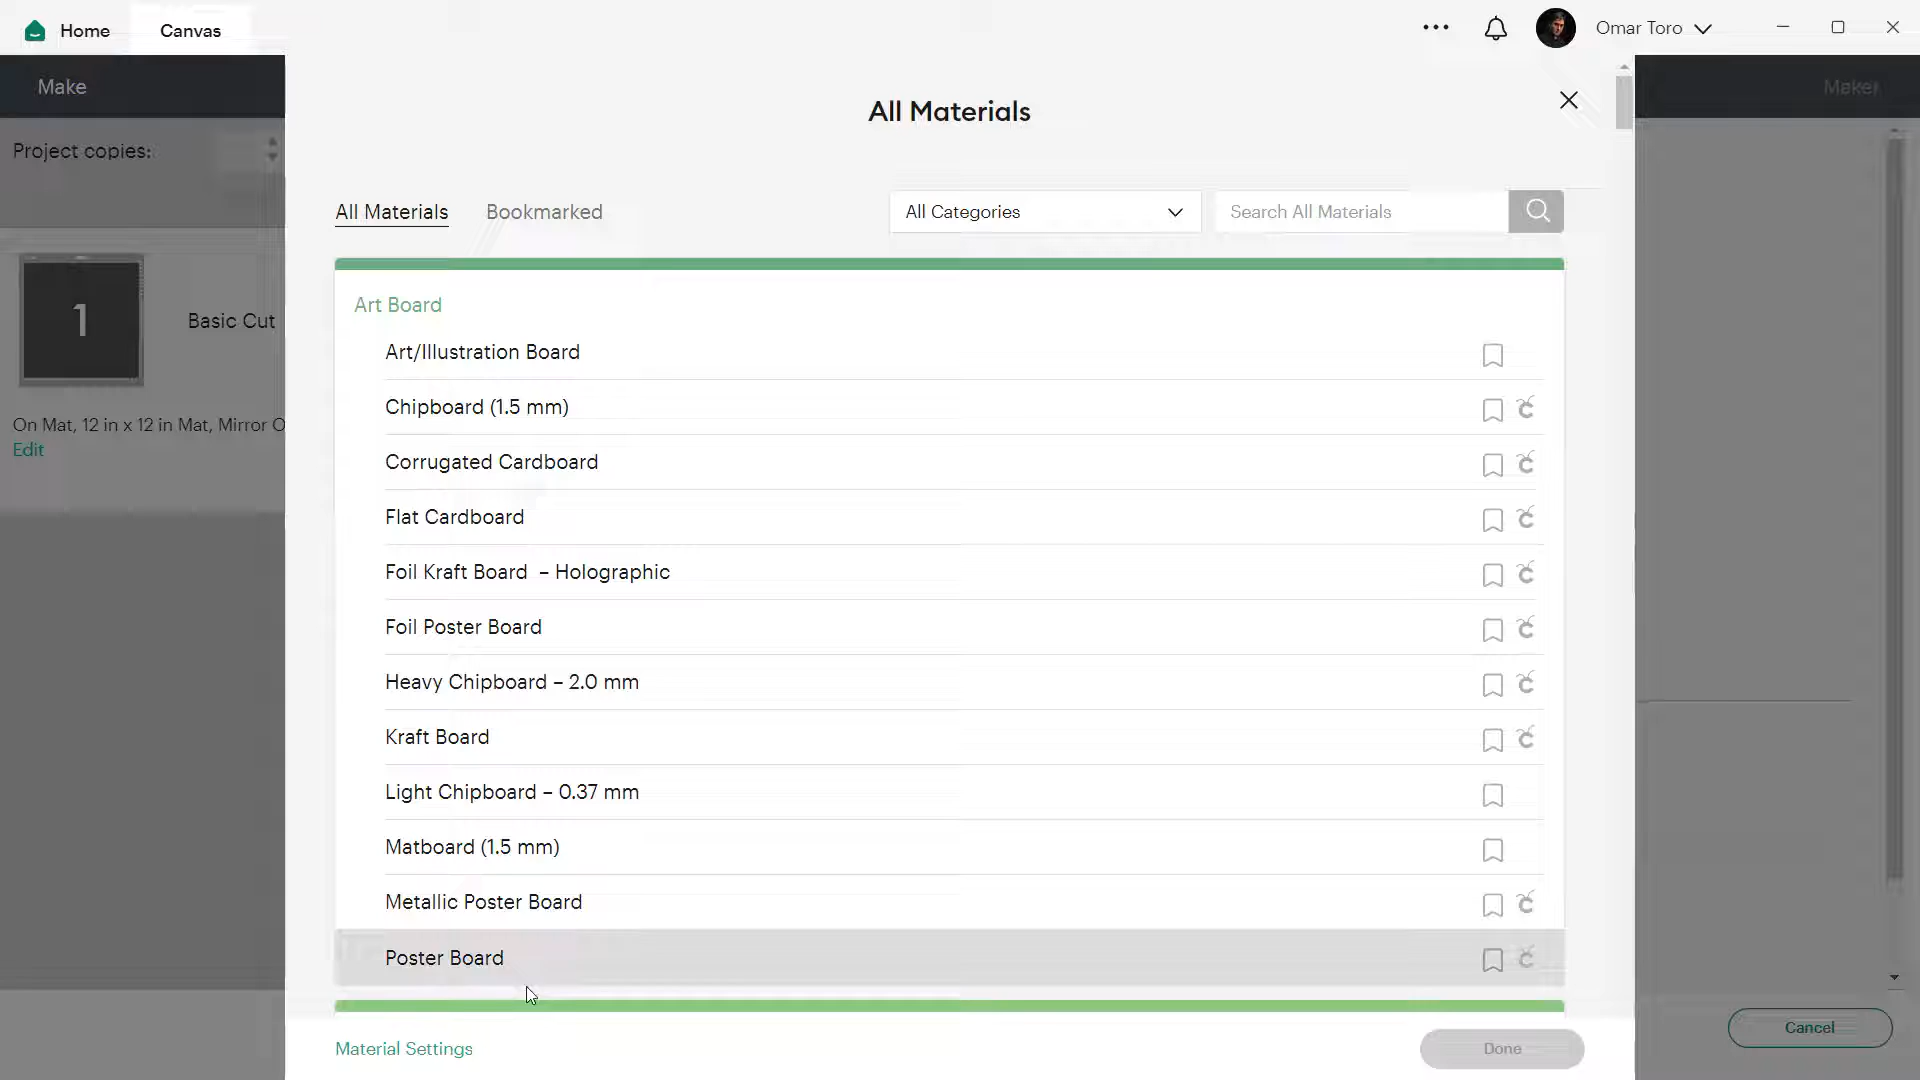 Home
Canvas
Omar Toro
Make
Maker
All Materials
Project copies:
All Materials
Bookmarked
All Categories
Search All Materials
Art Board
1
Basic Cut
Art/Illustration Board
Chipboard (1.5 mm)
On Mat, 12 in x 12 in Mat, Mirror O
Edit
Corrugated Cardboard
Flat Cardboard
Foil Kraft Board – Holographic
Foil Poster Board
Heavy Chipboard – 2.0 mm
Kraft Board
Light Chipboard – 0.37 mm
Matboard (1.5 mm)
Metallic Poster Board
Poster Board
Material Settings
Done
Cancel